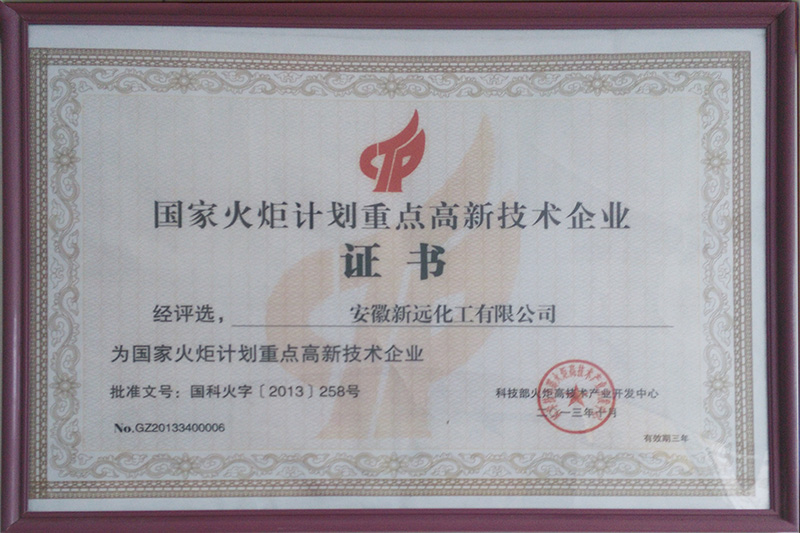 CTP
国家火炬计划重点高新技术企业
证书
经评选，安徽新远化工有限公司
为国家火炬计划重点高新技术企业
批准文号：国科火字〔2013〕258号
科技部火炬高技术产业开发中心
No.GZ20133400006
二〇一三年十月
有效期三年